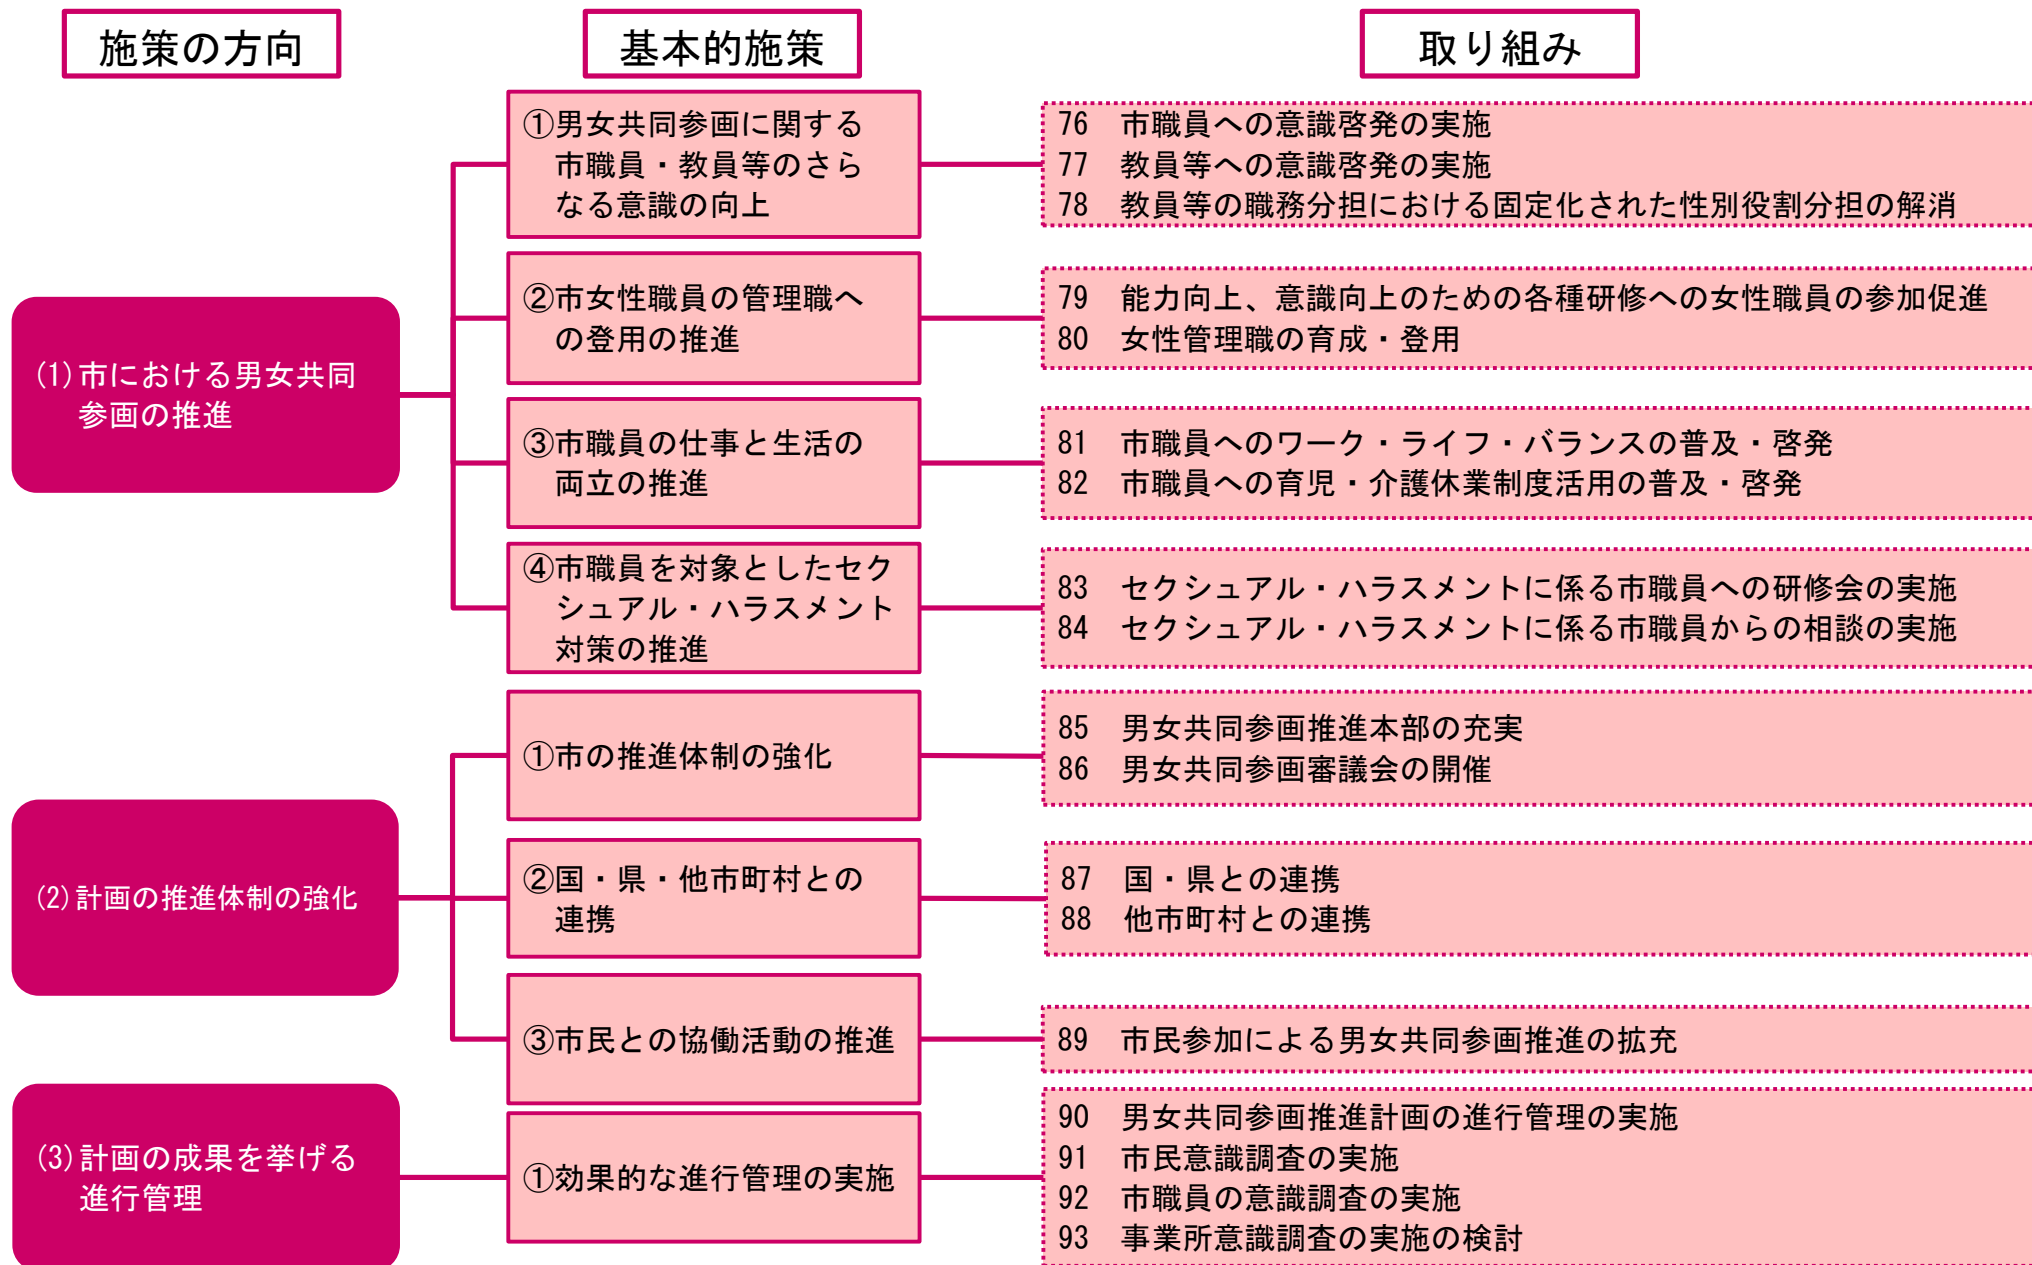 施策の方向
基本的施策
取り組み
(1)市における男女共同
参画の推進
①男女共同参画に関する
市職員・教員等のさら
なる意識の向上
76 市職員への意識啓発の実施
77 教員等への意識啓発の実施
78 教員等の職務分担における固定化された性別役割分担の解消
②市女性職員の管理職へ
の登用の推進
79 能力向上、意識向上のための各種研修への女性職員の参加促進
80 女性管理職の育成・登用
③市職員の仕事と生活の
両立の推進
81 市職員へのワーク・ライフ・バランスの普及・啓発
82 市職員への育児・介護休業制度活用の普及・啓発
④市職員を対象としたセク
シュアル・ハラスメント
対策の推進
83 セクシュアル・ハラスメントに係る市職員への研修会の実施
84 セクシュアル・ハラスメントに係る市職員からの相談の実施
(2)計画の推進体制の強化
①市の推進体制の強化
85 男女共同参画推進本部の充実
86 男女共同参画審議会の開催
②国・県・他市町村との
連携
87 国・県との連携
88 他市町村との連携
③市民との協働活動の推進
89 市民参加による男女共同参画推進の拡充
(3)計画の成果を挙げる
進行管理
①効果的な進行管理の実施
90 男女共同参画推進計画の進行管理の実施
91 市民意識調査の実施
92 市職員の意識調査の実施
93 事業所意識調査の実施の検討